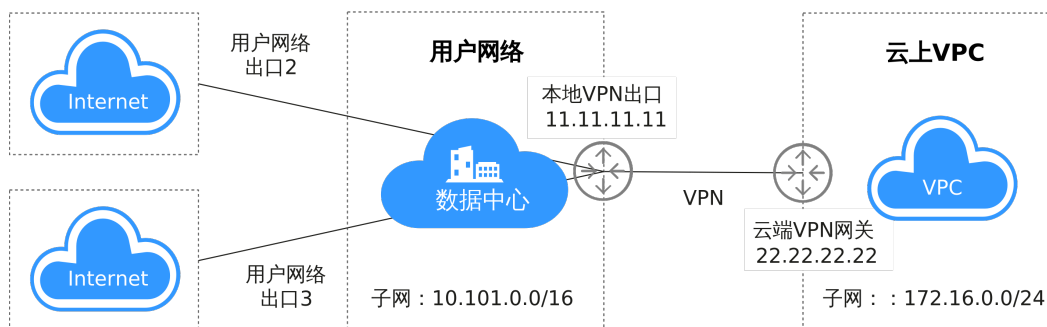 用户网络
出口2
Internet
用户网络
本地VPN出口
11.11.11.11
数据中心
VPN
云上VPC
VPC
云端VPN网关
22.22.22.22
Internet
用户网络
出口3
子网：10.101.0.0/16
子网：：172.16.0.0/24